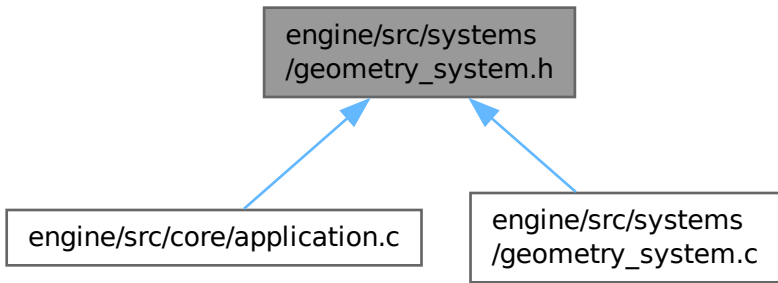 engine/src/systems
/geometry_system.h
engine/src/core/application.c
engine/src/systems
/geometry_system.c